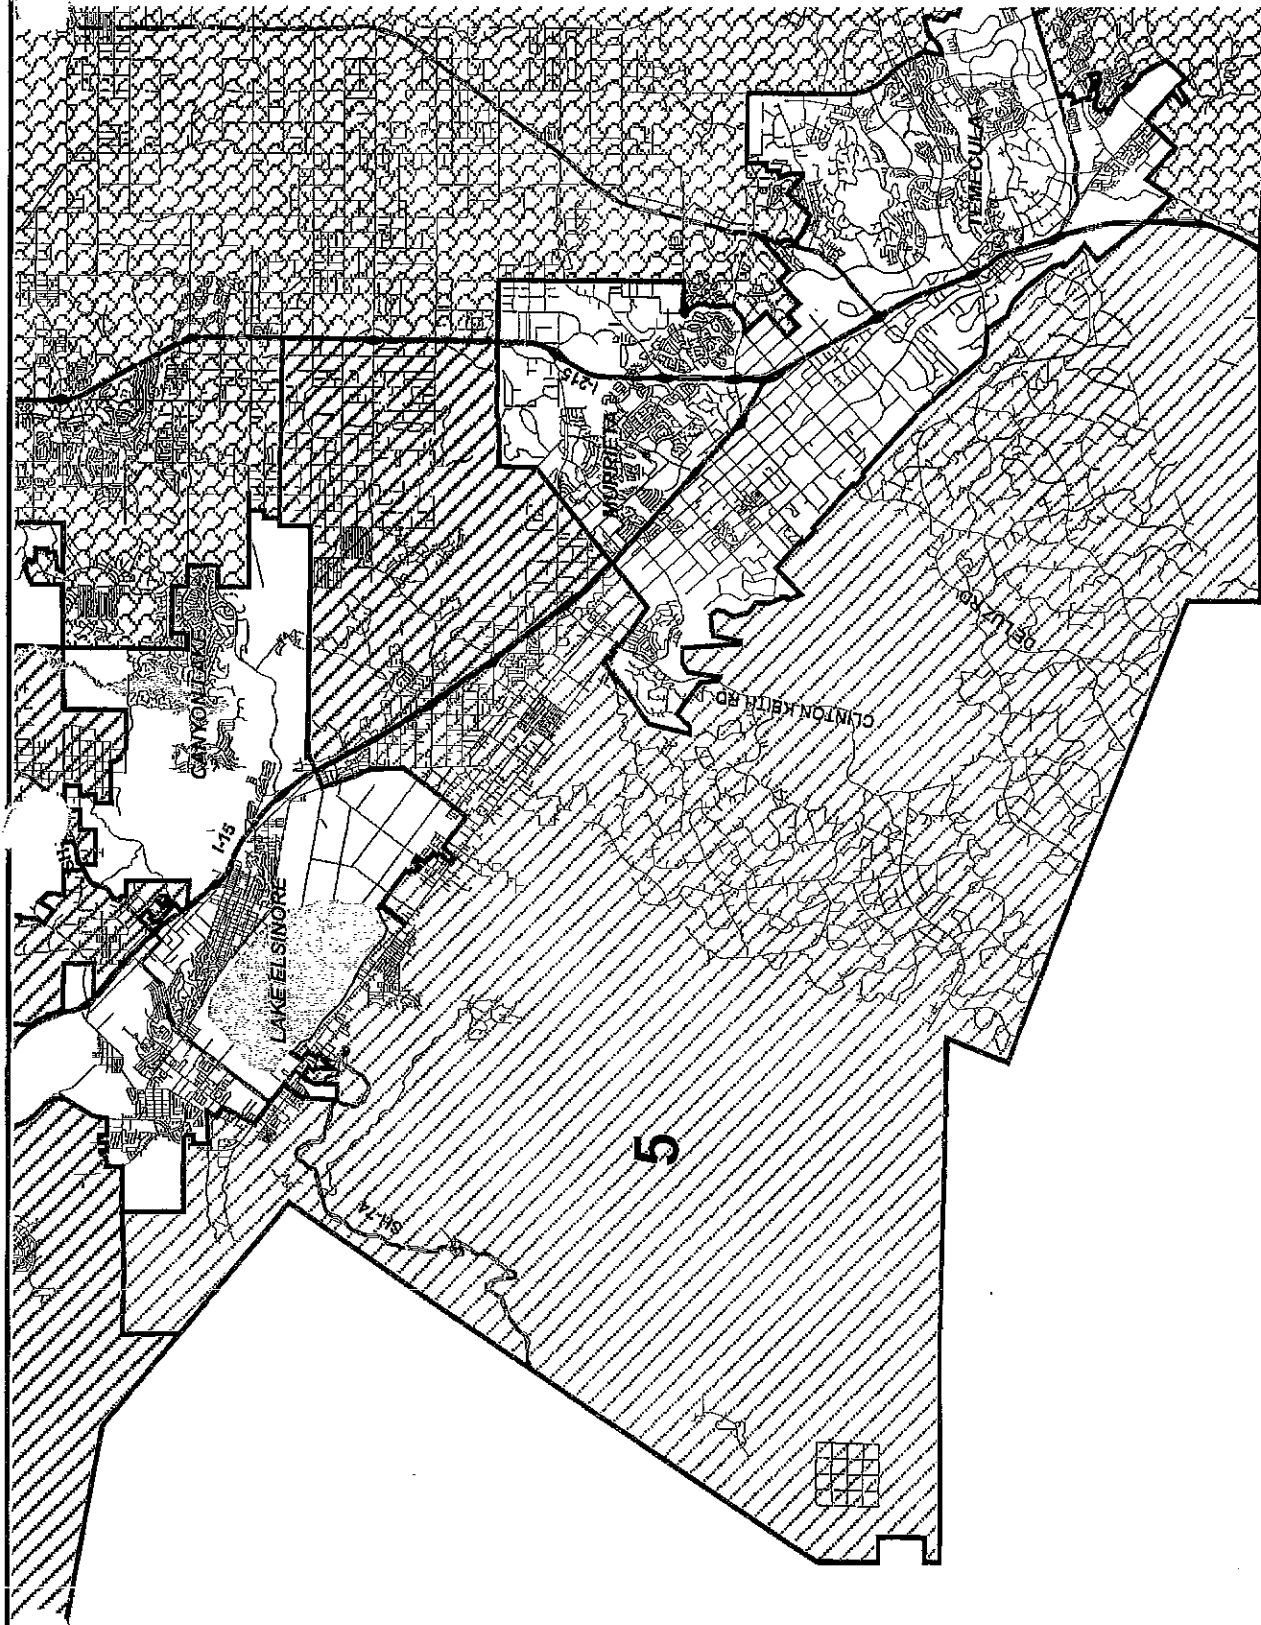 TEMECULA
I-215
MURRIETA
CANYON LAKE
DE LUZ RD
CLINTON KEITH RD
I-15
LAKE ELSINORE
5
SH-74